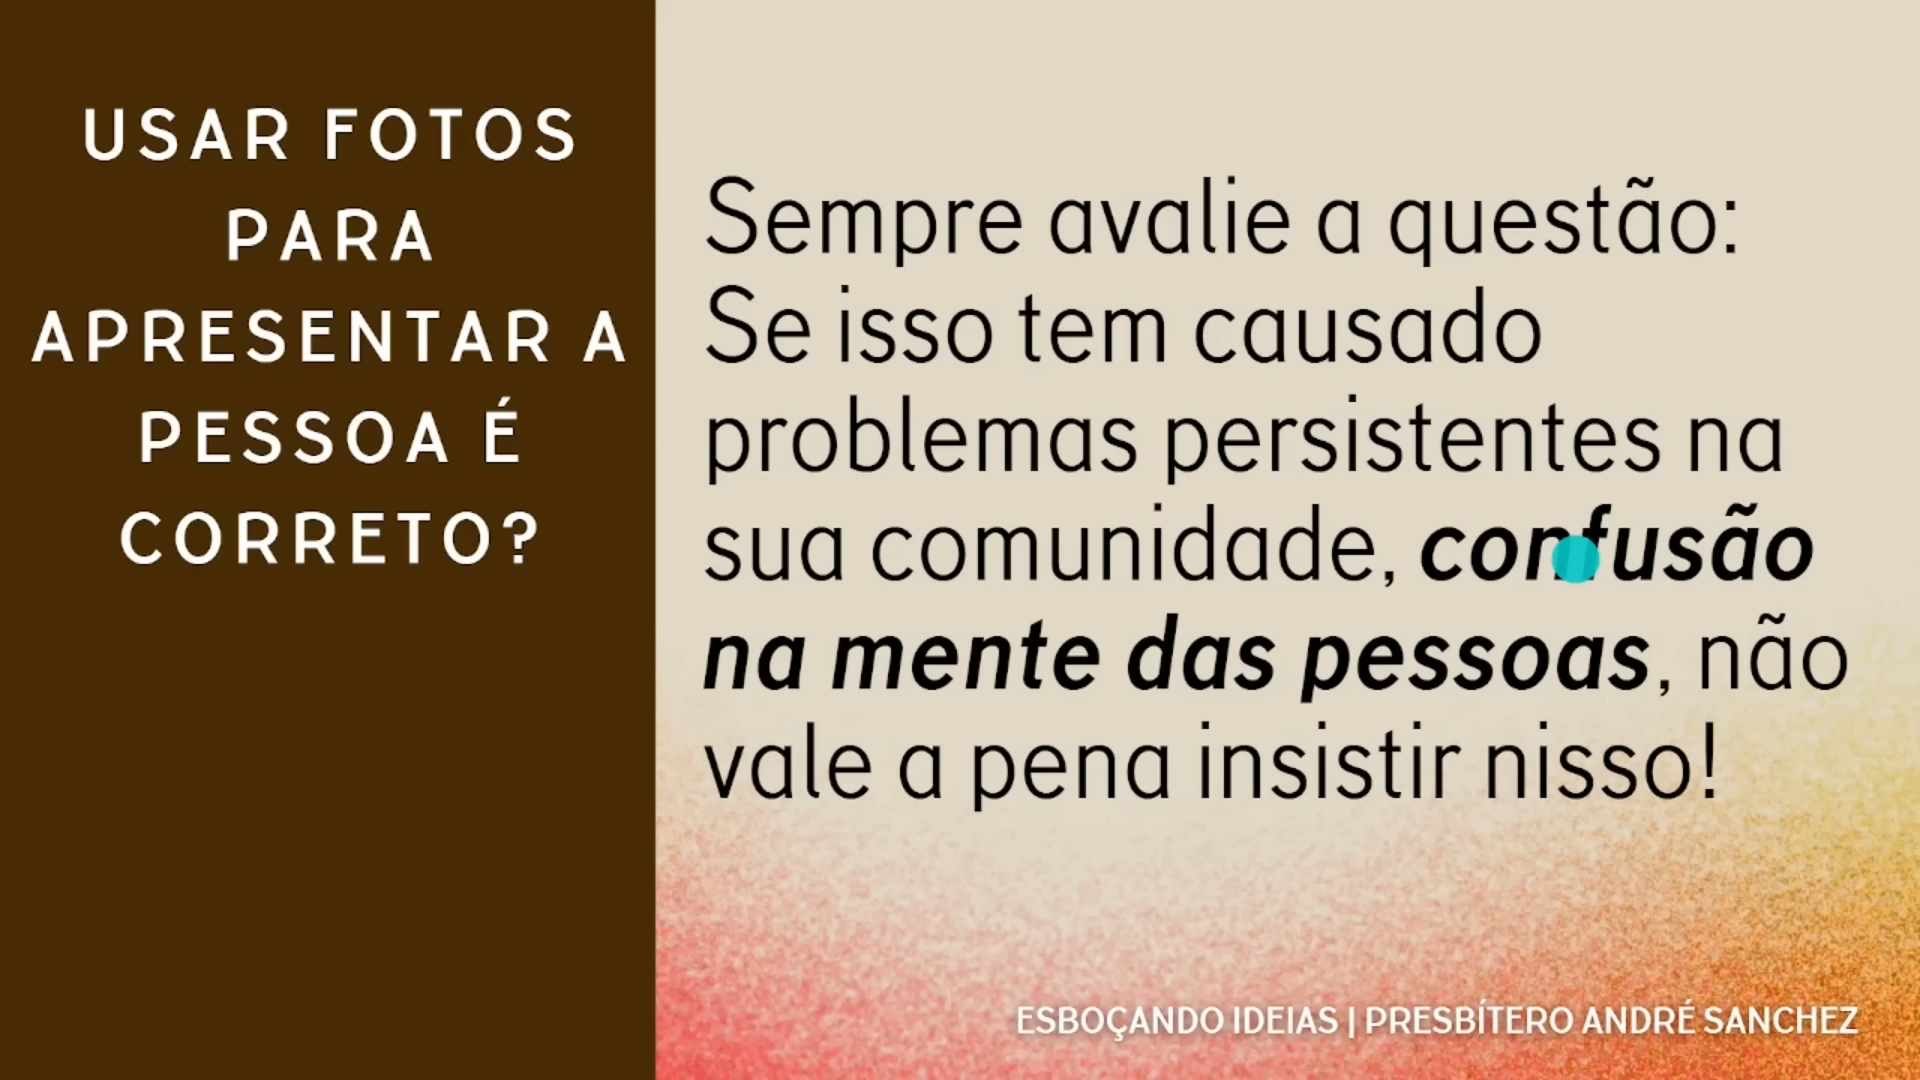 USAR FOTOS
PARA
APRESENTAR A
PESSOA É
CORRETO?
Sempre avalie a questão:
Se isso tem causado
problemas persistentes na
sua comunidade, confusão
na mente das pessoas, não
vale a pena insistir nisso!
ESBOÇANDO IDEIAS | PRESBÍTERO ANDRÉ SANCHEZ